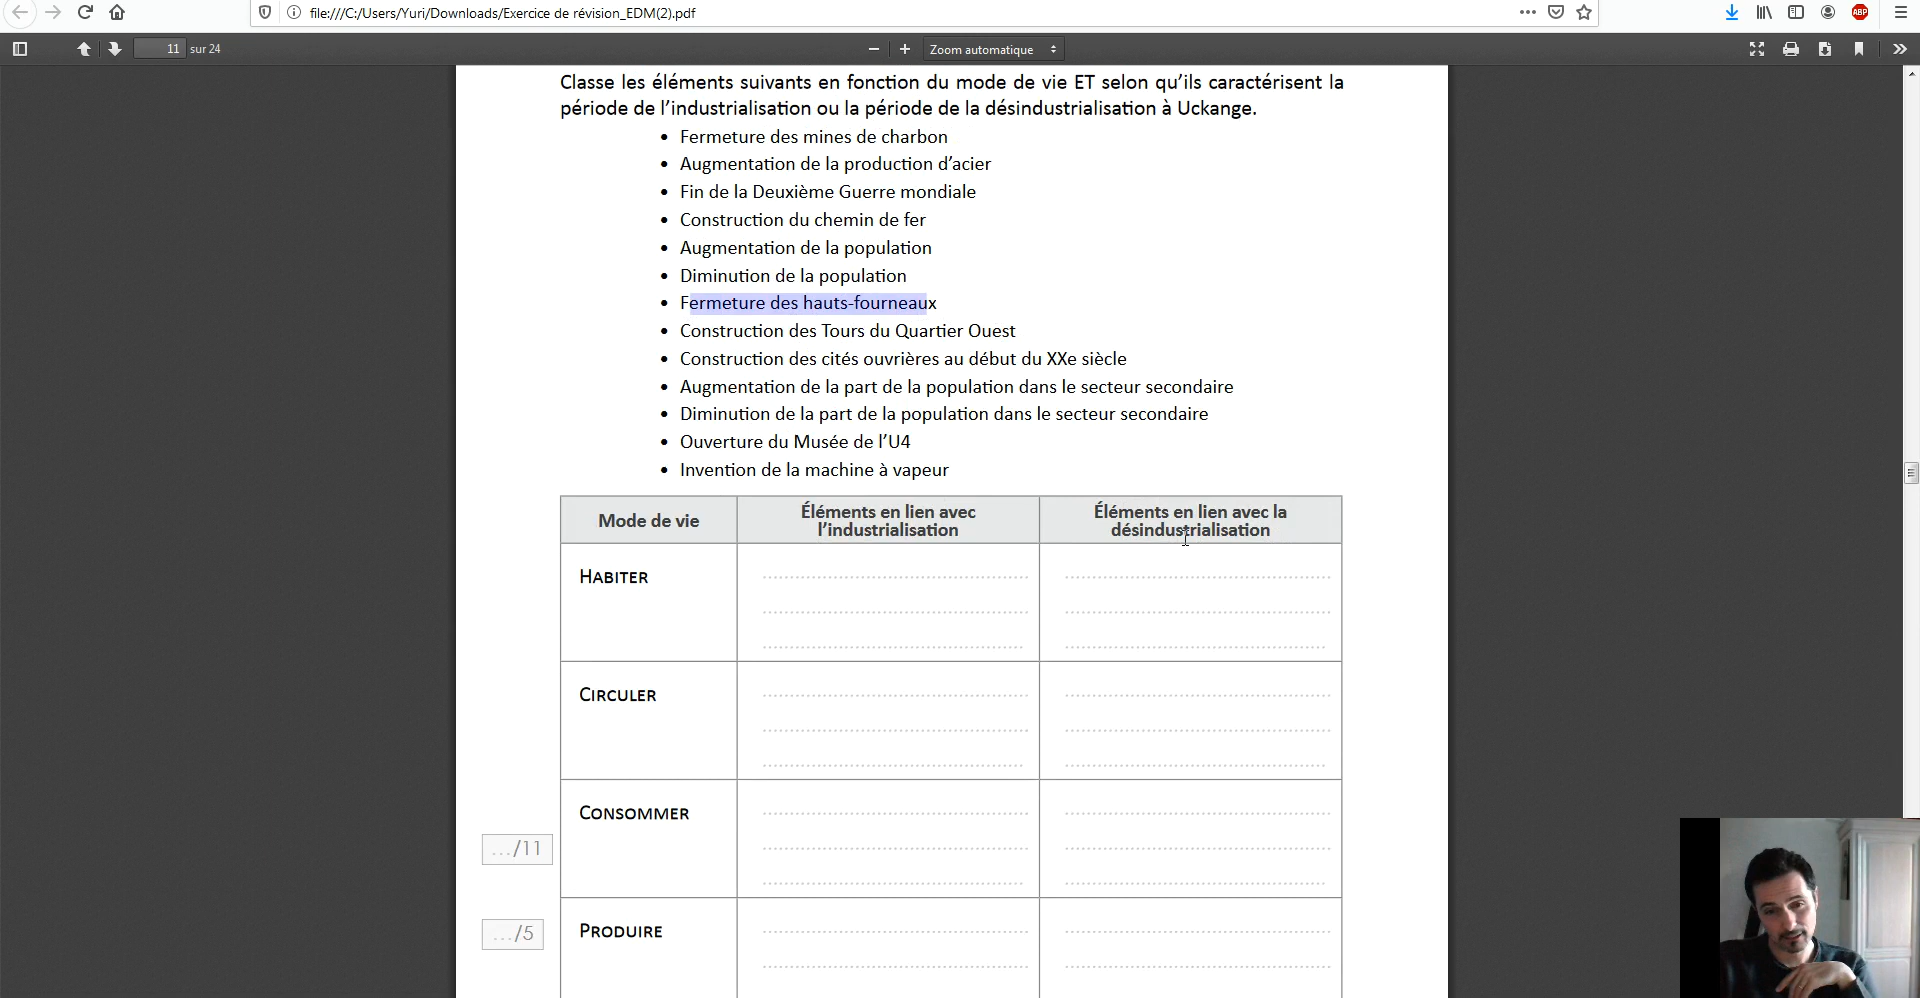 file:///C:/Users/Yuri/Downloads/Exercice de révision_EDM(2).pdf
ABP
11 sur 24
Zoom automatique
Classe les éléments suivants en fonction du mode de vie ET selon qu’ils caractérisent la
période de l’industrialisation ou la période de la désindustrialisation à Uckange.
• Fermeture des mines de charbon
• Augmentation de la production d’acier
• Fin de la Deuxième Guerre mondiale
• Construction du chemin de fer
• Augmentation de la population
• Diminution de la population
• Fermeture des hauts-fourneaux
• Construction des Tours du Quartier Ouest
• Construction des cités ouvrières au début du XXe siècle
• Augmentation de la part de la population dans le secteur secondaire
• Diminution de la part de la population dans le secteur secondaire
• Ouverture du Musée de l’U4
• Invention de la machine à vapeur
Mode de vie
Éléments en lien avec
l’industrialisation
Éléments en lien avec la
désindustrialisation
HABITER
CIRCULER
CONSOMMER
.../11
PRODUIRE
.../5